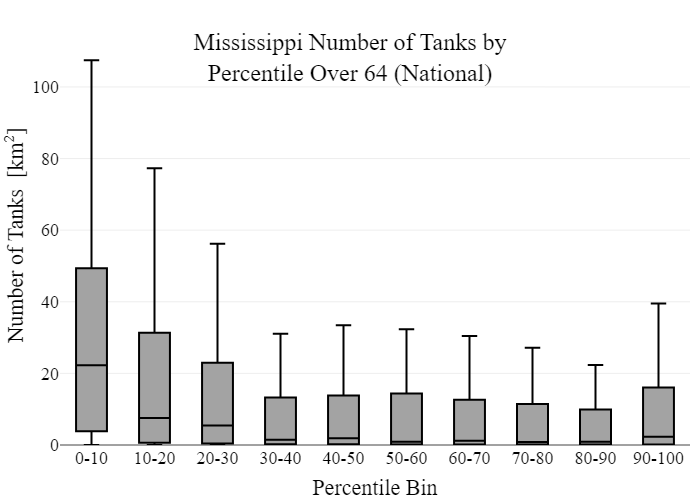 Mississippi Number of Tanks by
Percentile Over 64 (National)
Number of Tanks [km²]
100
80
60
40
20
0
0-10 10-20 20-30 30-40 40-50 50-60 60-70 70-80 80-90 90-100
Percentile Bin